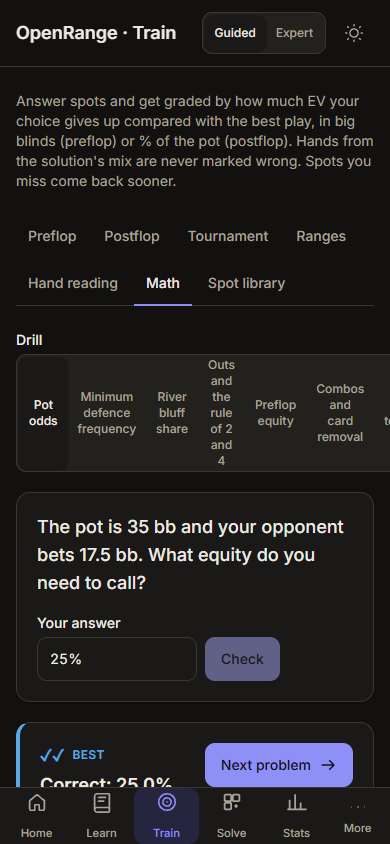 OpenRange · Train
Guided
Expert
Answer spots and get graded by how much EV your
choice gives up compared with the best play, in big
blinds (preflop) or % of the pot (postflop). Hands from
the solution's mix are never marked wrong. Spots you
miss come back sooner.
Preflop
Postflop
Tournament
Ranges
Hand reading
Math
Spot library
Drill
Pot
odds
Minimum
defence
frequency
River
bluff
share
Outs
and
the
rule
of 2
and
4
Preflop
equity
Combos
and
card
removal
The pot is 35 bb and your opponent
bets 17.5 bb. What equity do you
need to call?
Your answer
25%
Check
BEST
Next problem
Correct: 25.0%
Home
Learn
Train
Solve
Stats
More